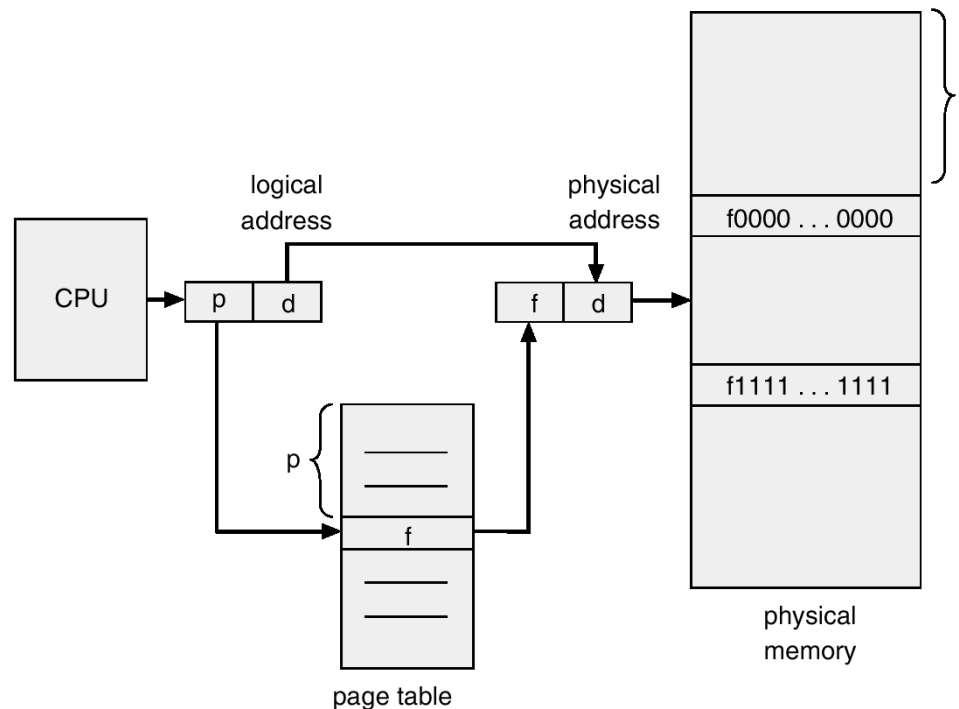 logical
address
physical
address
f0000 . . . 0000
CPU
p
d
f
d
f1111 . . . 1111
p
f
physical
memory
page table